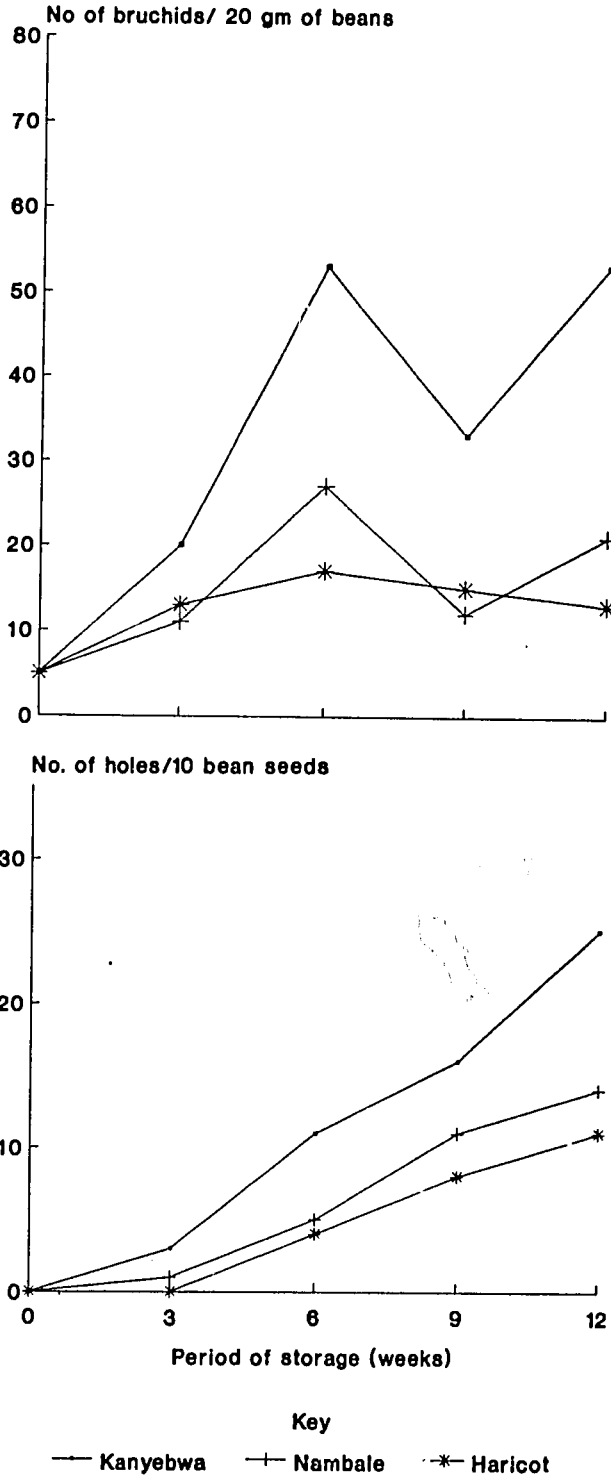 No of bruchids/ 20 gm of beans
80
70
60
50
40
30
20
10
0
No. of holes/10 bean seeds
30
20
10
0
0 3 6 9 12
Period of storage (weeks)
Key
Kanyebwa Nambale Haricot